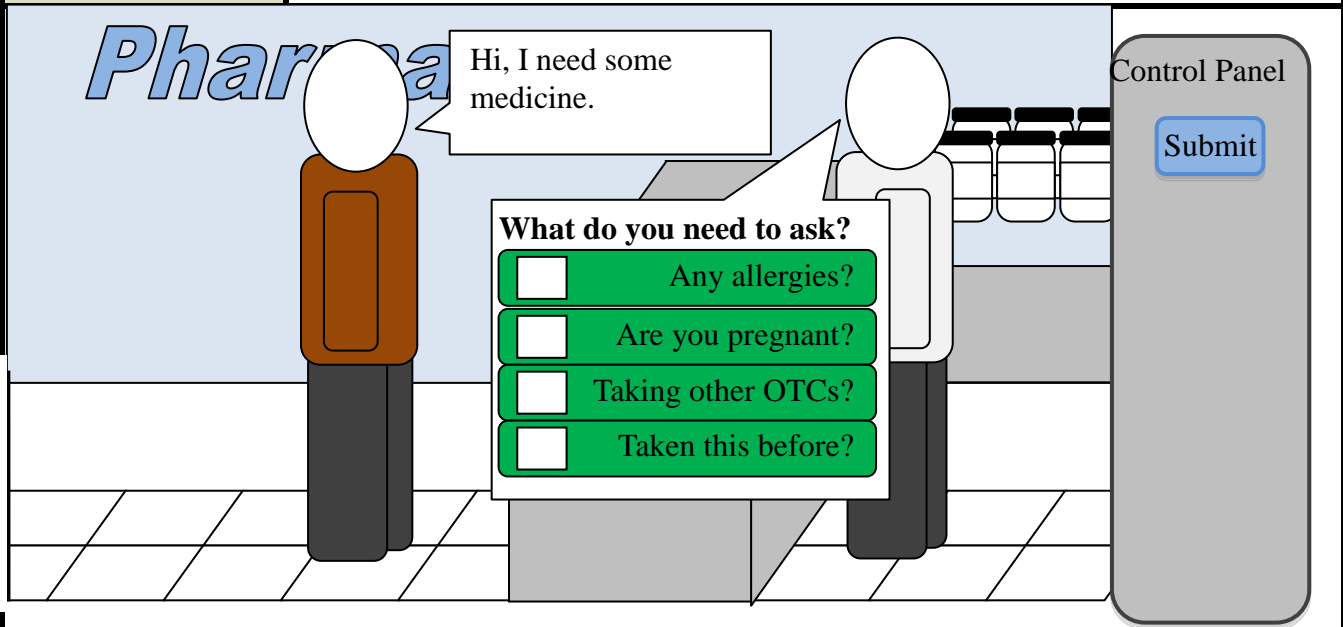 Pharma
Hi, I need some
medicine.
Control Panel
Submit
What do you need to ask?
Any allergies?
Are you pregnant?
Taking other OTCs?
Taken this before?